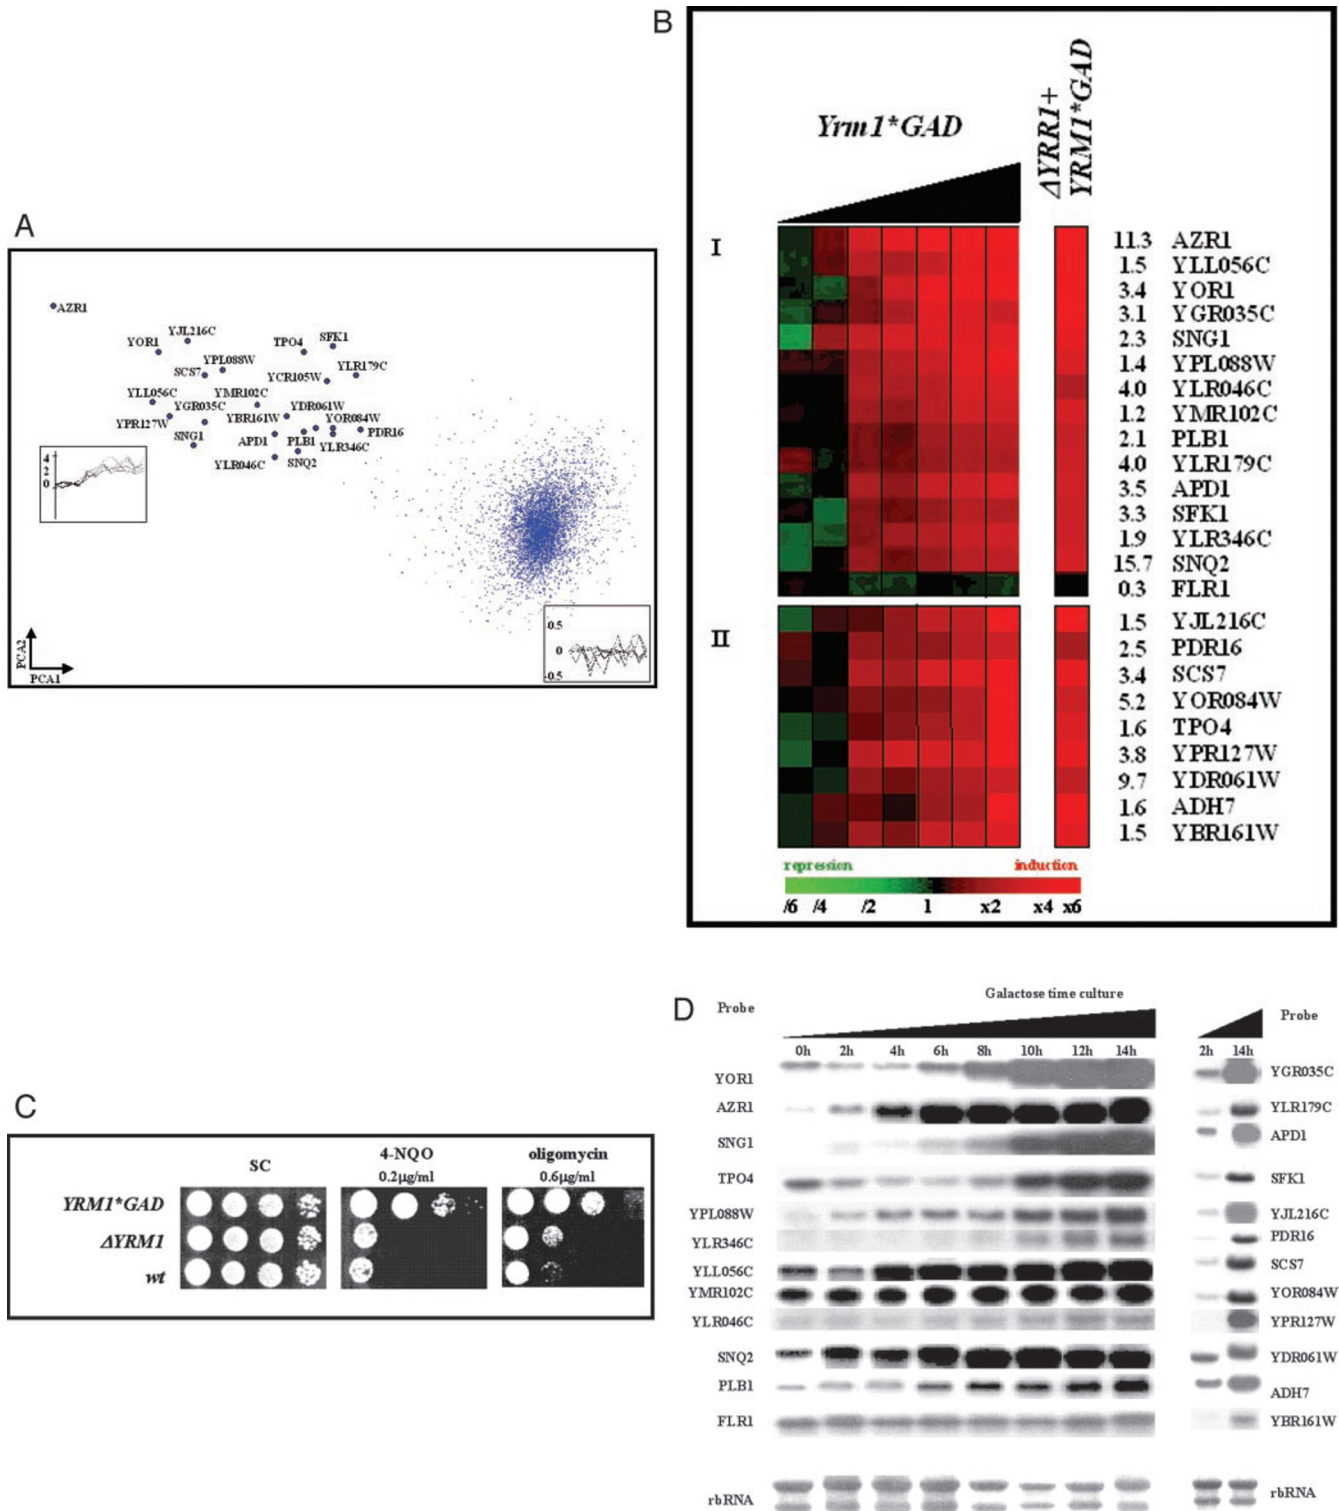 A
AZR1
YJL216C
YOR1
SCS7
YPL088W
TPO4
SFK1
YCR105W
YLR179C
YLL056C
YMR102C
YGR035C
YPR127W
YBR161W
YDR061W
YOR084W
PDR16
SNG1
APD1
PLB1
YLR346C
YLR046C
SNQ2
4
2
0
0.5
0
-0.5
PCA2
PCA1
B
Yrm1*GAD
ΔYRR1+
YRM1*GAD
I
11.3 AZR1
1.5 YLL056C
3.4 YOR1
3.1 YGR035C
2.3 SNG1
1.4 YPL088W
4.0 YLR046C
1.2 YMR102C
2.1 PLB1
4.0 YLR179C
3.5 APD1
3.3 SFK1
1.9 YLR346C
15.7 SNQ2
0.3 FLR1
II
1.5 YJL216C
2.5 PDR16
3.4 SCS7
5.2 YOR084W
1.6 TPO4
3.8 YPR127W
9.7 YDR061W
1.6 ADH7
1.5 YBR161W
repression induction
/6 /4 /2 1 x2 x4 x6
C
SC
4-NQO
0.2µg/ml
oligomycin
0.6µg/ml
YRM1*GAD
ΔYRM1
wt
D
Probe
Galactose time culture
0h 2h 4h 6h 8h 10h 12h 14h
YOR1
AZR1
SNG1
TPO4
YPL088W
YLR346C
YLL056C
YMR102C
YLR046C
SNQ2
PLB1
FLR1
rbRNA
Probe
2h 14h
YGR035C
YLR179C
APD1
SFK1
YJL216C
PDR16
SCS7
YOR084W
YPR127W
YDR061W
ADH7
YBR161W
rbRNA